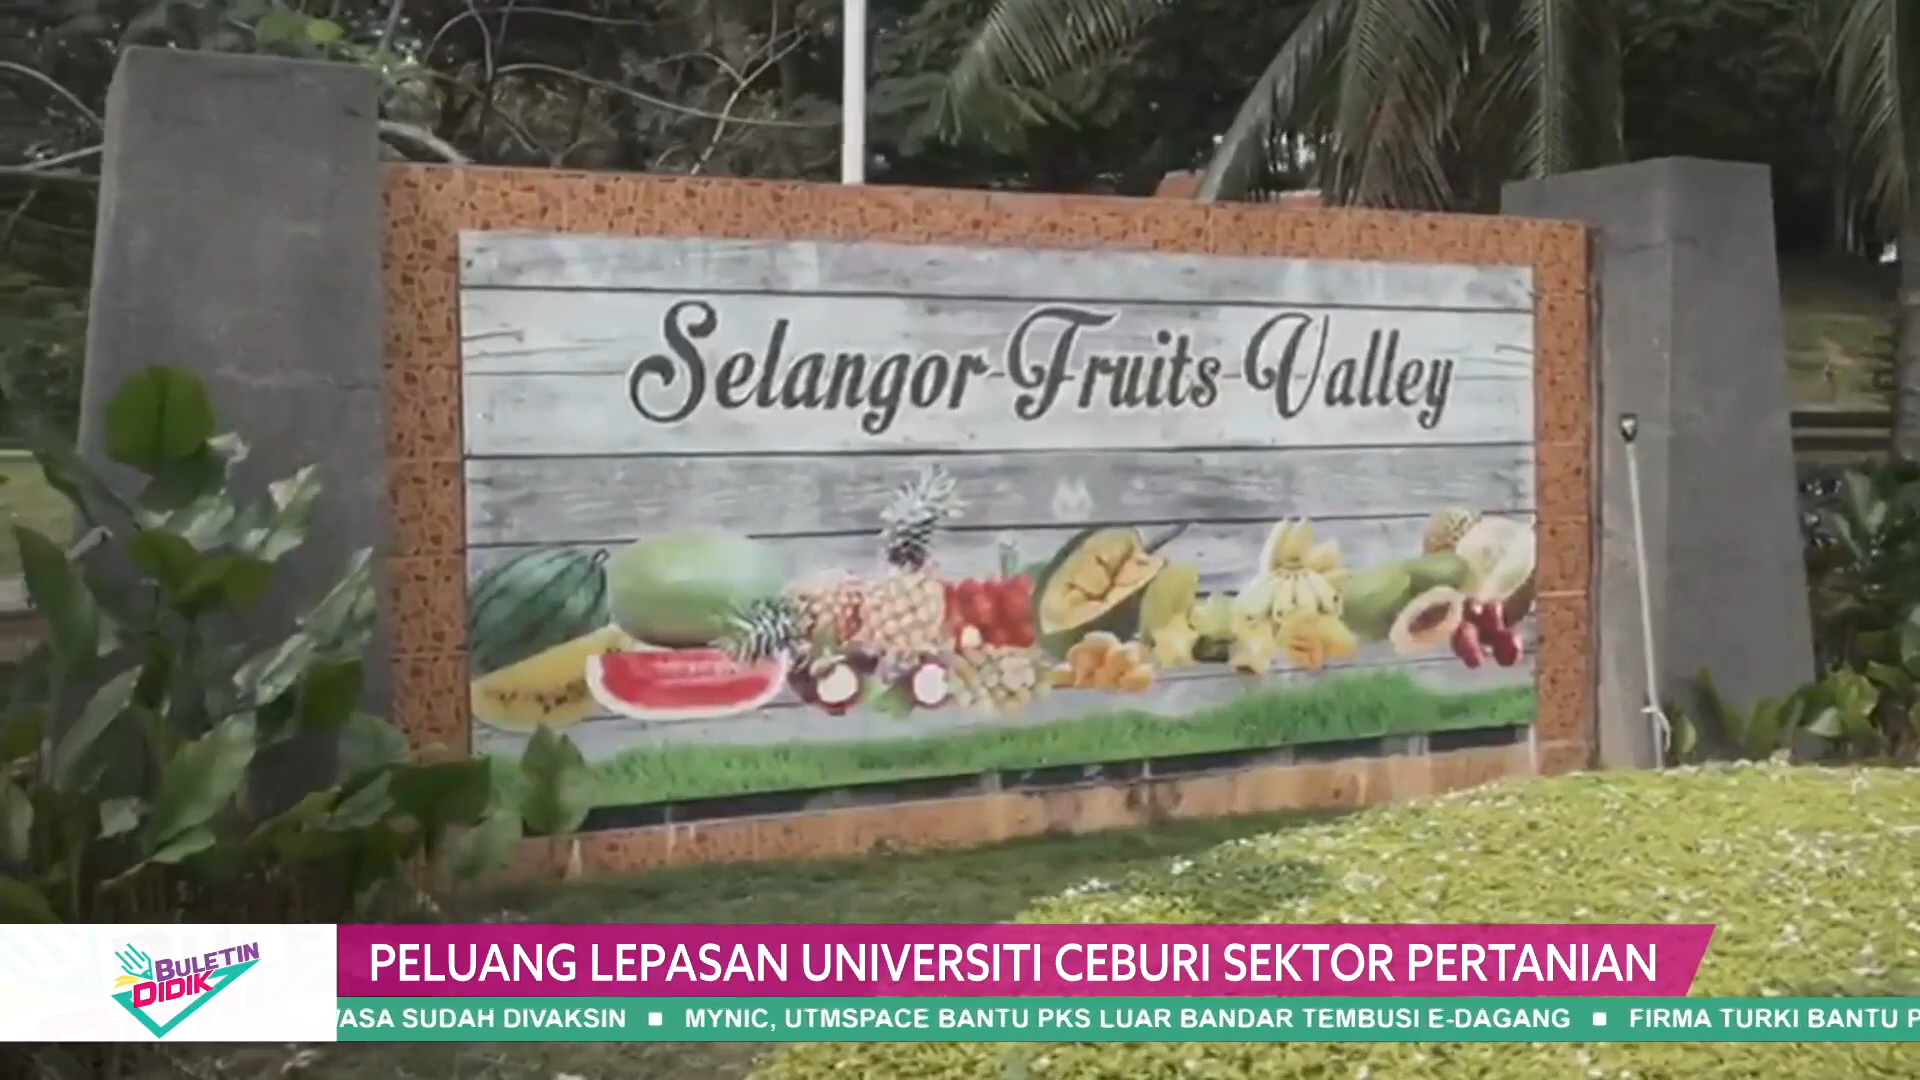 Selangor Fruits Valley
BULETIN
DIDIK
PELUANG LEPASAN UNIVERSITI CEBURI SEKTOR PERTANIAN
WASA SUDAH DIVAKSIN ▪ MYNIC, UTMSPACE BANTU PKS LUAR BANDAR TEMBUSI E-DAGANG ▪ FIRMA TURKI BANTU P